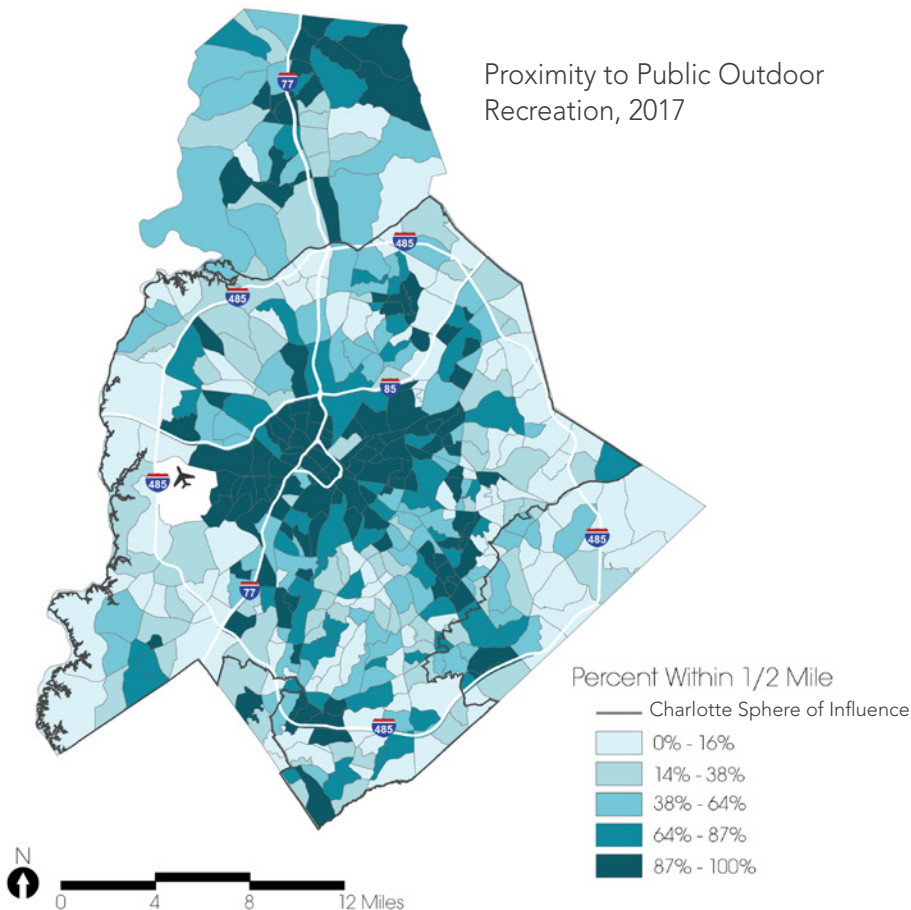 Proximity to Public Outdoor
Recreation, 2017
77
485
485
85
485
485
77
485
Percent Within 1/2 Mile
Charlotte Sphere of Influence
0% - 16%
14% - 38%
38% - 64%
64% - 87%
87% - 100%
N
0 4 8 12 Miles